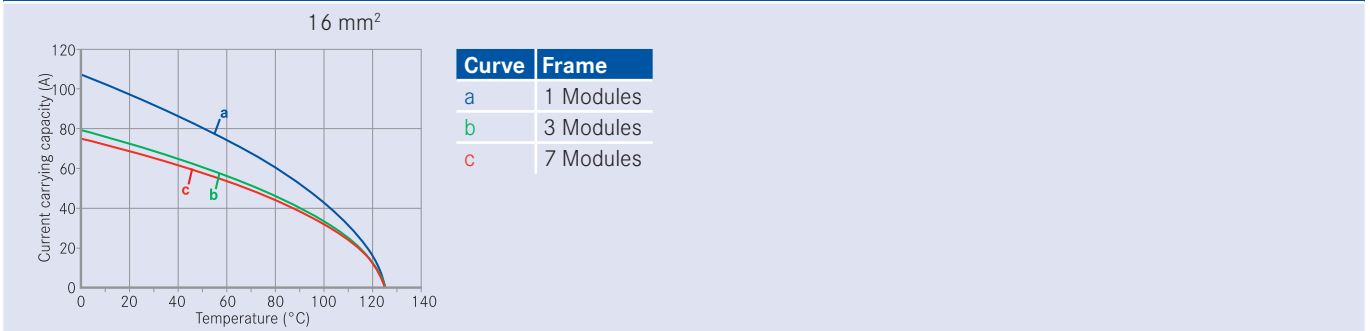 16 mm²
120
100
80
60
40
20
0
Current carrying capacity (A)
a
b
c
0 20 40 60 80 100 120 140
Temperature (°C)
Curve Frame
a 1 Modules
b 3 Modules
c 7 Modules